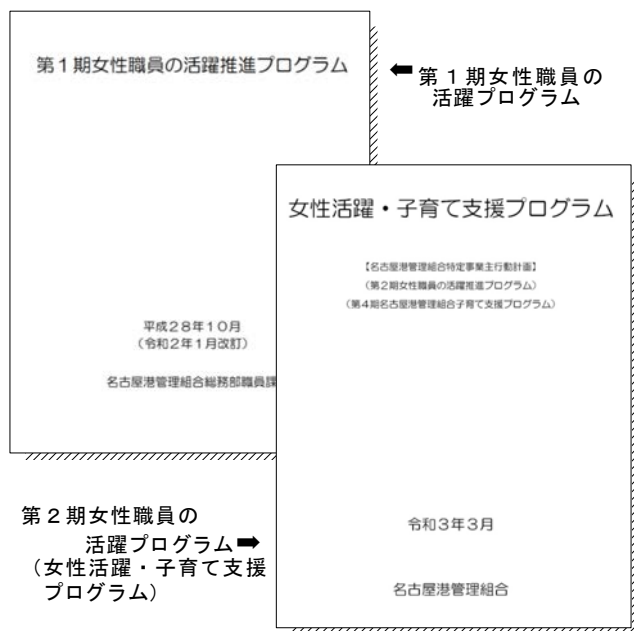 第１期女性職員の活躍推進プログラム
平成２８年１０月
（令和２年１月改訂）
名古屋港管理組合総務部職員課
⬅第１期女性職員の
活躍プログラム
女性活躍・子育て支援プログラム
【名古屋港管理組合特定事業主行動計画】
（第２期女性職員の活躍推進プログラム）
（第４期名古屋港管理組合子育て支援プログラム）
令和３年３月
名古屋港管理組合
第２期女性職員の
活躍プログラム➡
（女性活躍・子育て支援
プログラム）